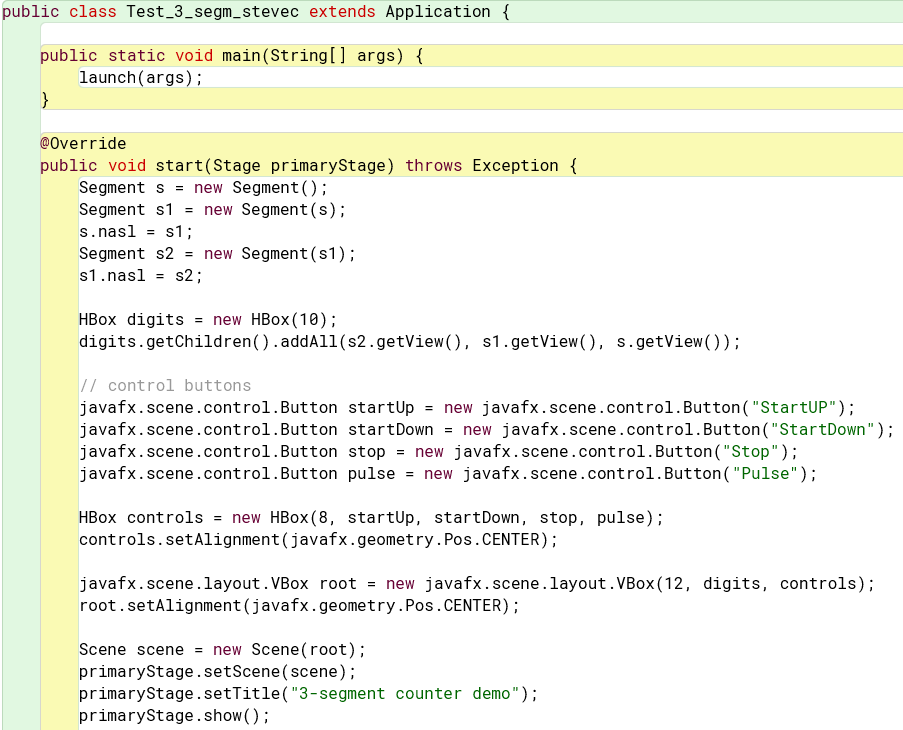 public class Test_3_segm_stevec extends Application {
public static void main(String[] args) {
launch(args);
}
@Override
public void start(Stage primaryStage) throws Exception {
Segment s = new Segment();
Segment s1 = new Segment(s);
s.nasl = s1;
Segment s2 = new Segment(s1);
s1.nasl = s2;
HBox digits = new HBox(10);
digits.getChildren().addAll(s2.getView(), s1.getView(), s.getView());
// control buttons
javafx.scene.control.Button startUp = new javafx.scene.control.Button("StartUP");
javafx.scene.control.Button startDown = new javafx.scene.control.Button("StartDown");
javafx.scene.control.Button stop = new javafx.scene.control.Button("Stop");
javafx.scene.control.Button pulse = new javafx.scene.control.Button("Pulse");
HBox controls = new HBox(8, startUp, startDown, stop, pulse);
controls.setAlignment(javafx.geometry.Pos.CENTER);
javafx.scene.layout.VBox root = new javafx.scene.layout.VBox(12, digits, controls);
root.setAlignment(javafx.geometry.Pos.CENTER);
Scene scene = new Scene(root);
primaryStage.setScene(scene);
primaryStage.setTitle("3-segment counter demo");
primaryStage.show();